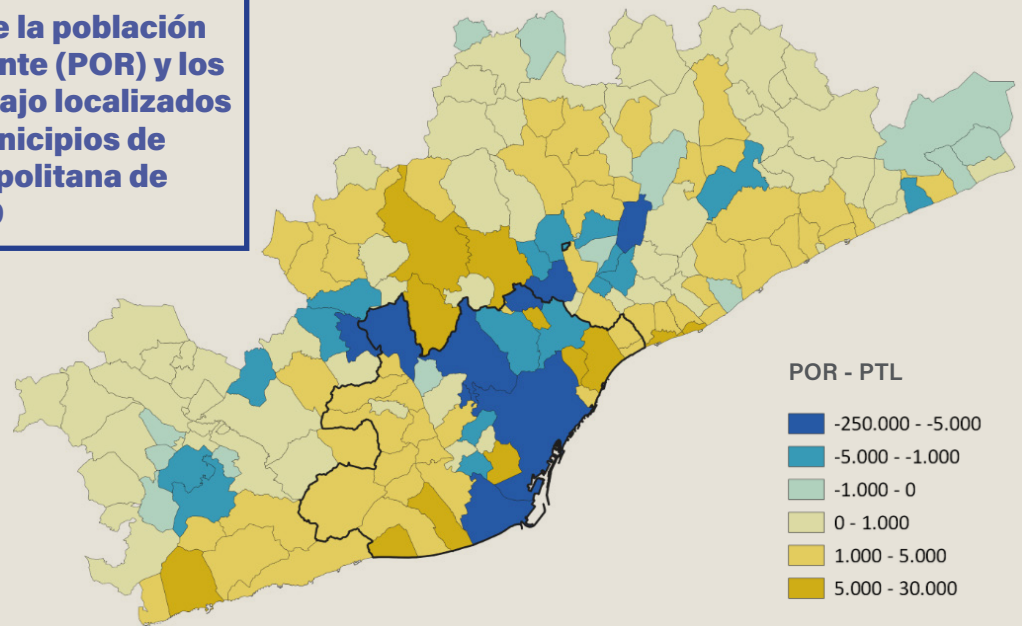 e la población
nte (POR) y los
ajo localizados
nicipios de
politana de
POR - PTL
-250.000 - -5.000
-5.000 - -1.000
-1.000 - 0
0 - 1.000
1.000 - 5.000
5.000 - 30.000